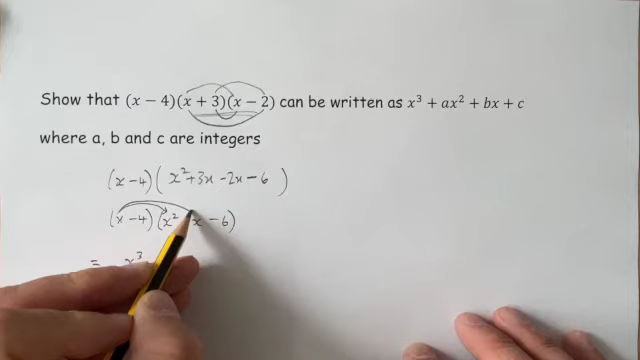 Show that (x − 4)(x + 3)(x − 2) can be written as x³ + ax² + bx + c
where a, b and c are integers
(x − 4)( x² + 3x − 2x − 6 )
(x − 4)(x² x − 6)
= x³